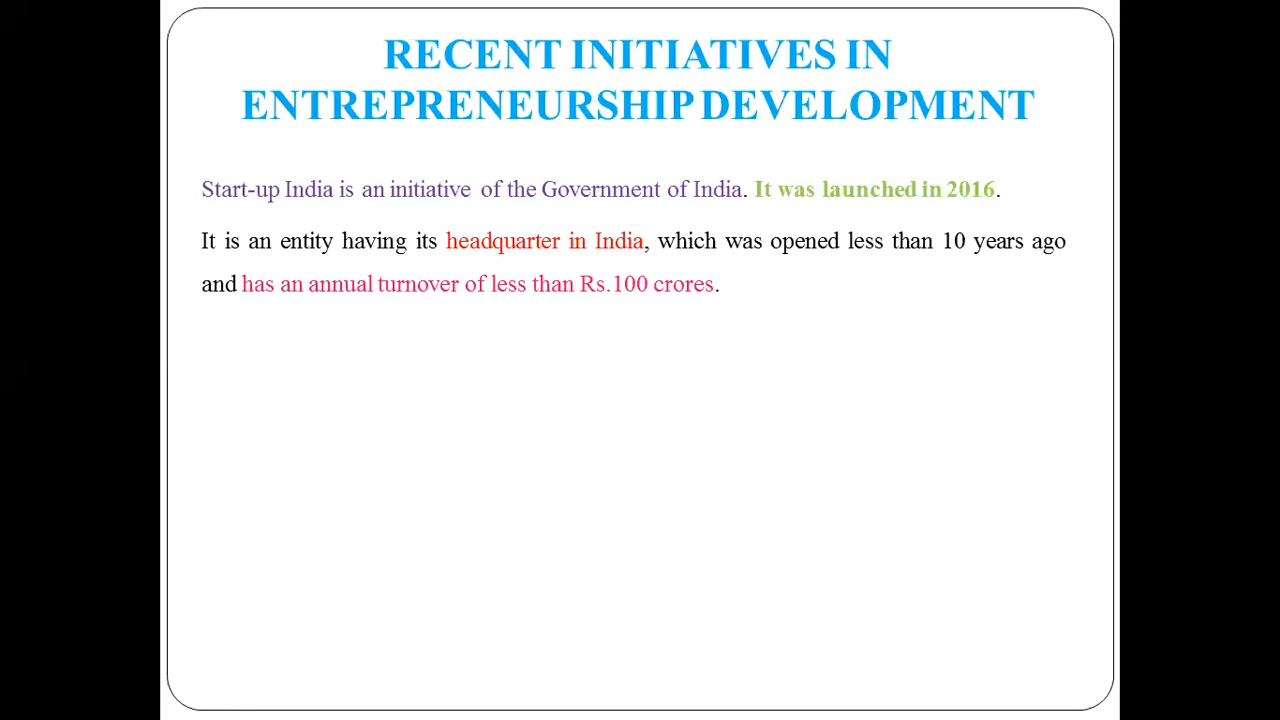 RECENT INITIATIVES IN
ENTREPRENEURSHIP DEVELOPMENT
Start-up India is an initiative of the Government of India. It was launched in 2016.
It is an entity having its headquarter in India, which was opened less than 10 years ago
and has an annual turnover of less than Rs.100 crores.